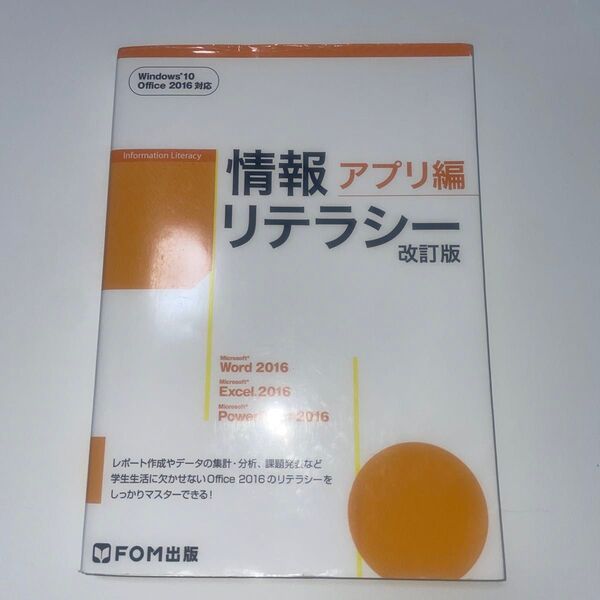 Windows®10
Office 2016 対応
Information Literacy
情報 アプリ編
リテラシー
改訂版
Microsoft®
Word 2016
Microsoft®
Excel 2016
Microsoft®
2016
レポート作成やデータの集計・分析、課題発表など
学生生活に欠かせないOffice 2016のリテラシーを
しっかりマスターできる!
FOM出版